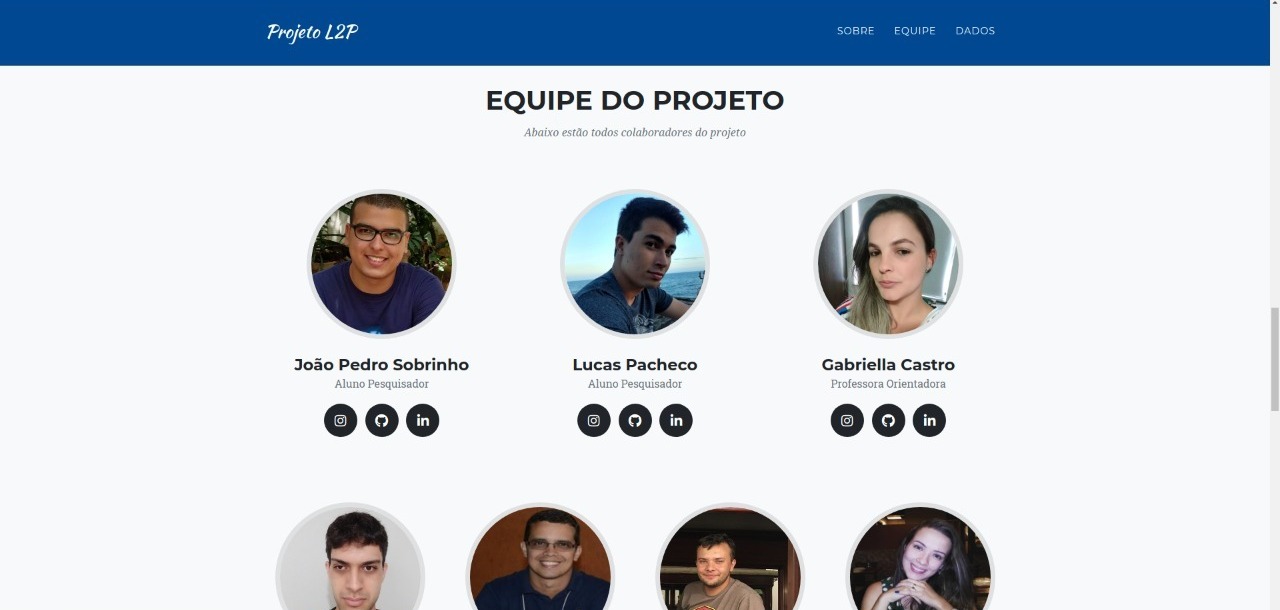 Projeto L2P
SOBRE EQUIPE DADOS
EQUIPE DO PROJETO
Abaixo estão todos colaboradores do projeto
João Pedro Sobrinho
Aluno Pesquisador
Lucas Pacheco
Aluno Pesquisador
Gabriella Castro
Professora Orientadora